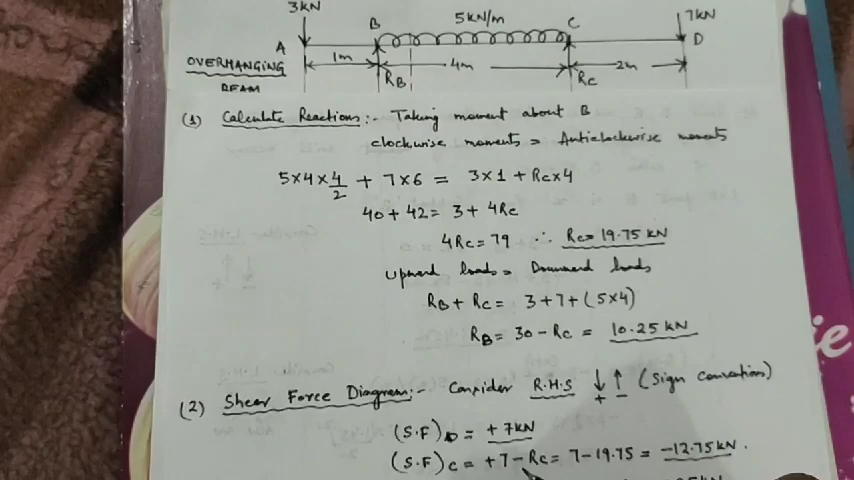 3kN 5kN/m 7kN
A B C D
OVERHANGING BEAM
1m RB 4m RC 2m
(1) Calculate Reactions:- Taking moment about B
clockwise moments = Anticlockwise moments
5×4×4/2 + 7×6 = 3×1 + Rc×4
40+42 = 3 + 4Rc
4Rc = 79 ∴ Rc = 19.75 kN
Upward loads = Downward loads
RB + Rc = 3+7+(5×4)
RB = 30 - Rc = 10.25 kN
(2) Shear Force Diagram:- Consider R.H.S ↓+ ↑- (Sign Convention)
(S.F)D = +7kN
(S.F)c = +7-Rc = 7-19.75 = -12.75 kN.